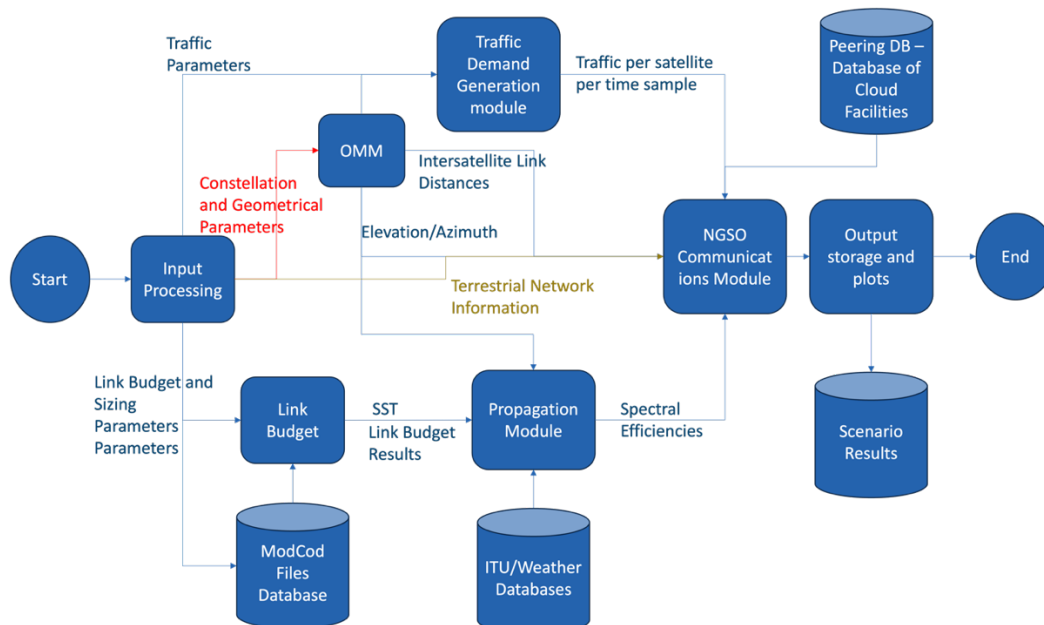 Traffic
Parameters
Traffic
Demand
Generation
module
Traffic per satellite
per time sample
Peering DB –
Database of
Cloud
Facilities
OMM
Intersatellite Link
Distances
Constellation
and Geometrical
Parameters
Elevation/Azimuth
Start
Input
Processing
Terrestrial Network
Information
NGSO
Communicat
ions Module
Output
storage and
plots
End
Link Budget and
Sizing
Parameters
Parameters
Link
Budget
SST
Link Budget
Results
Propagation
Module
Spectral
Efficiencies
Scenario
Results
ModCod
Files
Database
ITU/Weather
Databases